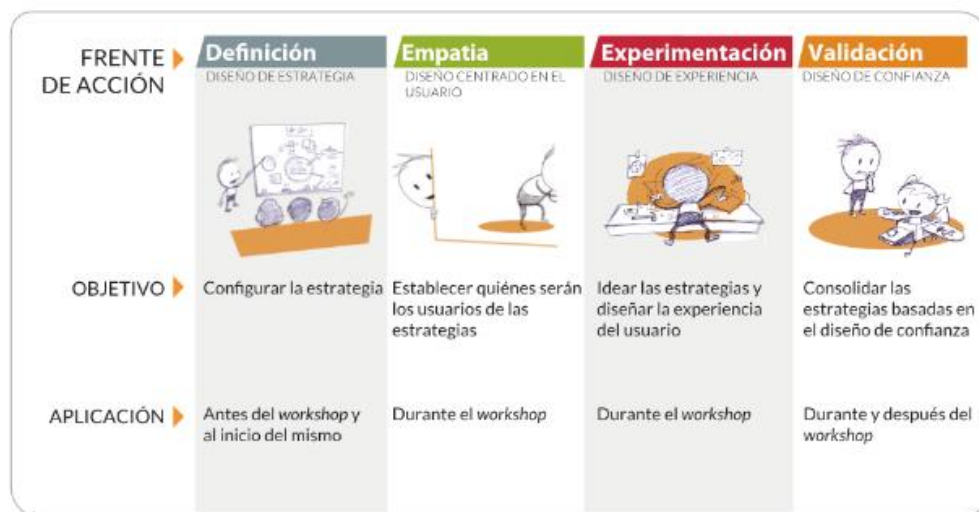 FRENTE
DE ACCIÓN
Definición
DISEÑO DE ESTRATEGIA
Empatia
DISEÑO CENTRADO EN EL
USUARIO
Experimentación
DISEÑO DE EXPERIENCIA
Validación
DISEÑO DE CONFIANZA
OBJETIVO
Configurar la estrategia
Establecer quiénes serán
los usuarios de las
estrategias
Idear las estrategias y
diseñar la experiencia
del usuario
Consolidar las
estrategias basadas en
el diseño de confianza
APLICACIÓN
Antes del workshop y
al inicio del mismo
Durante el workshop
Durante el workshop
Durante y después del
workshop